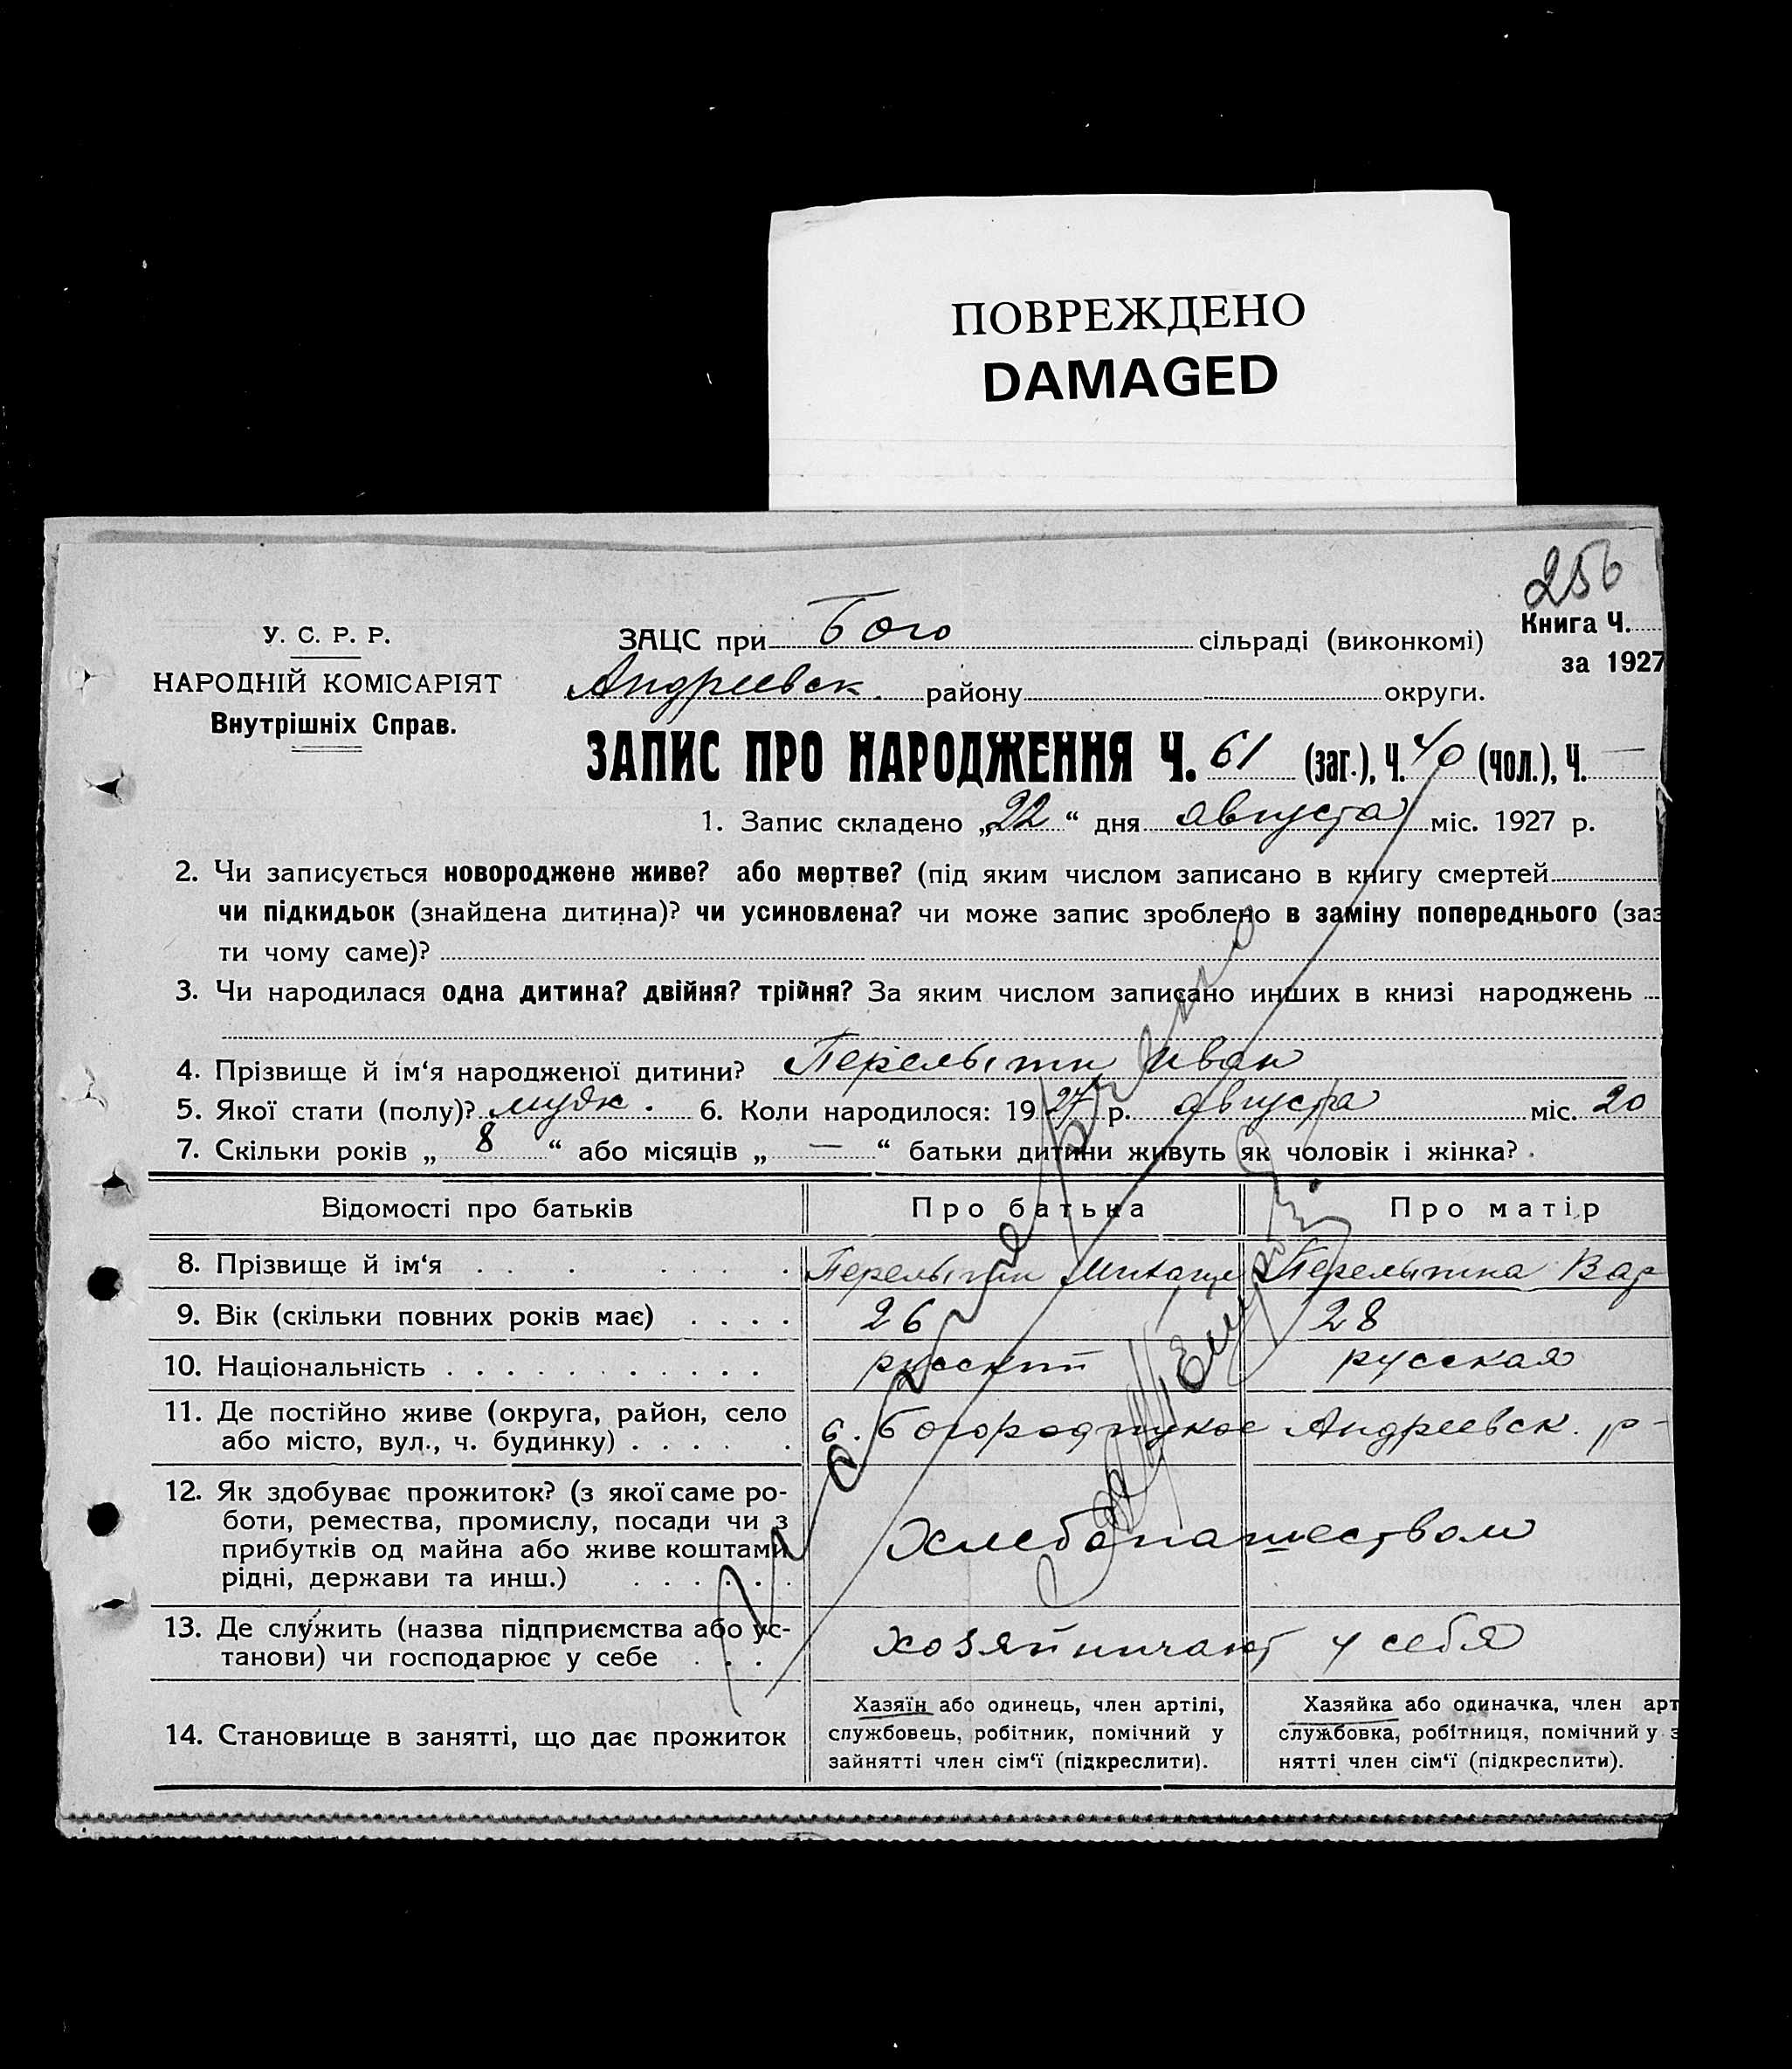 ПОВРЕЖДЕНО
DAMAGED
256
Книга Ч.
за 1927
У. С. Р. Р.
НАРОДНІЙ КОМІСАРІЯТ
Внутрішніх Справ.
ЗАЦС при Бого сільраді (виконкомі)
Андреевск. району округи.
ЗАПИС ПРО НАРОДЖЕННЯ Ч. 61 (заг.), Ч. 40 (чол.), Ч. —
1. Запис складено „22“ дня августа міс. 1927 р.
2. Чи записується новороджене живе? або мертве? (під яким числом записано в книгу смертей
чи підкидьок (знайдена дитина)? чи усиновлена? чи може запис зроблено в заміну попереднього (заз
ти чому саме)?
3. Чи народилася одна дитина? двійня? трійня? За яким числом записано инших в книзі народжень
4. Прізвище й ім‘я народженої дитини? Иван
5. Якої стати (полу)? мудк. 6. Коли народилося: 1927 р. августа міс. 20
7. Скільки років „ 8 “ або місяців „ — “ батьки дитини живуть як чоловік і жінка?
Відомості про батьків
Про батька
Про матір
8. Прізвище й ім‘я
9. Вік (скільки повних років має) 26 28
10. Національність русский русская
11. Де постійно живе (округа, район, село
або місто, вул., ч. будинку) Андреевск. р-
12. Як здобуває прожиток? (з якої саме ро-
боти, ремества, промислу, посади чи з
прибутків од майна або живе коштами
рідні, держави та инш.)
Хлебопашеством
13. Де служить (назва підприємства або ус-
танови) чи господарює у себе
хозяйничают у себя
14. Становище в занятті, що дає прожиток
Хазяїн або одинець, член артілі,
службовець, робітник, помічний у
зайнятті член сім‘ї (підкреслити).
Хазяйка або одиначка, член арт
службовка, робітниця, помічний у з
нятті член сім‘ї (підкреслити).